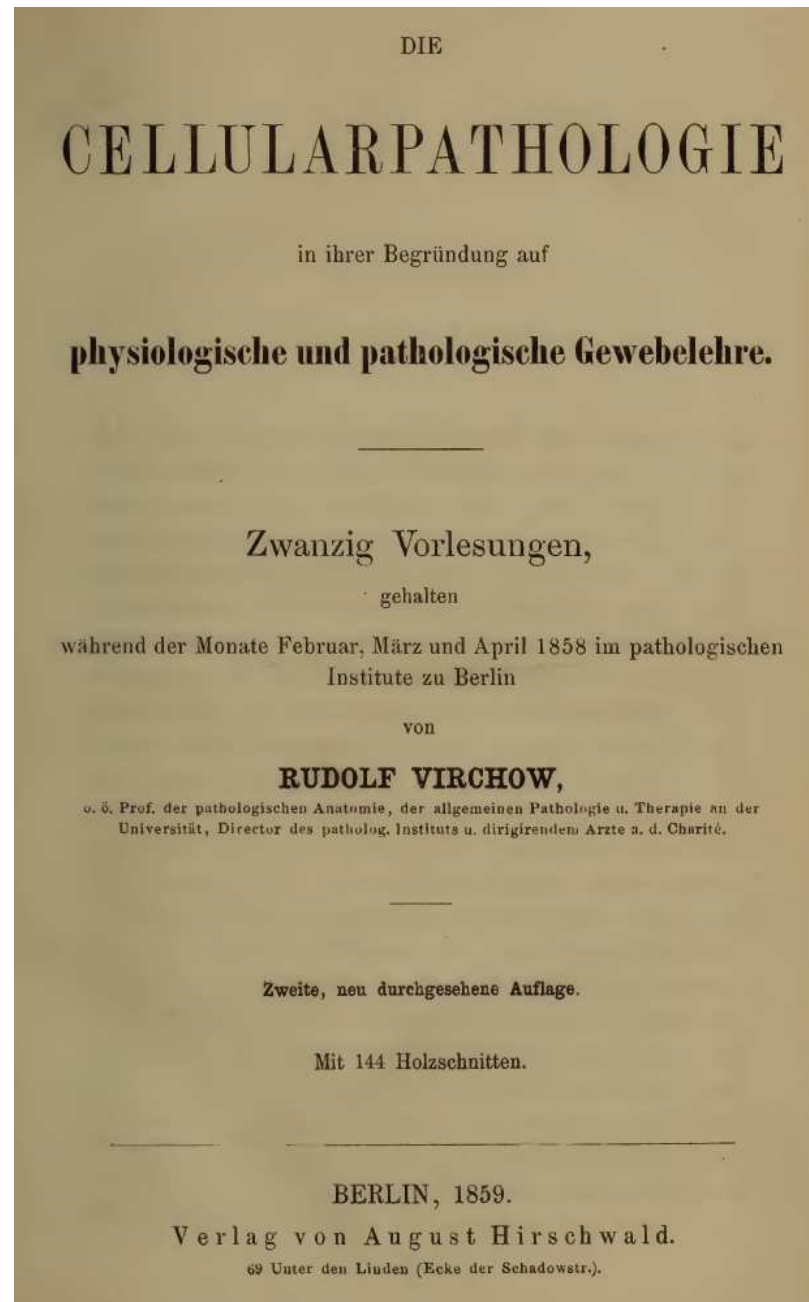 DIE
CELLULARPATHOLOGIE
in ihrer Begründung auf
physiologische und pathologische Gewebelehre.
Zwanzig Vorlesungen,
gehalten
während der Monate Februar, März und April 1858 im pathologischen
Institute zu Berlin
von
RUDOLF VIRCHOW,
o. ö. Prof. der pathologischen Anatomie, der allgemeinen Pathologie u. Therapie an der
Universität, Director des patholog. Instituts u. dirigirendem Arzte a. d. Charité.
Zweite, neu durchgesehene Auflage.
Mit 144 Holzschnitten.
BERLIN, 1859.
Verlag von August Hirschwald.
69 Unter den Linden (Ecke der Schadowstr.).